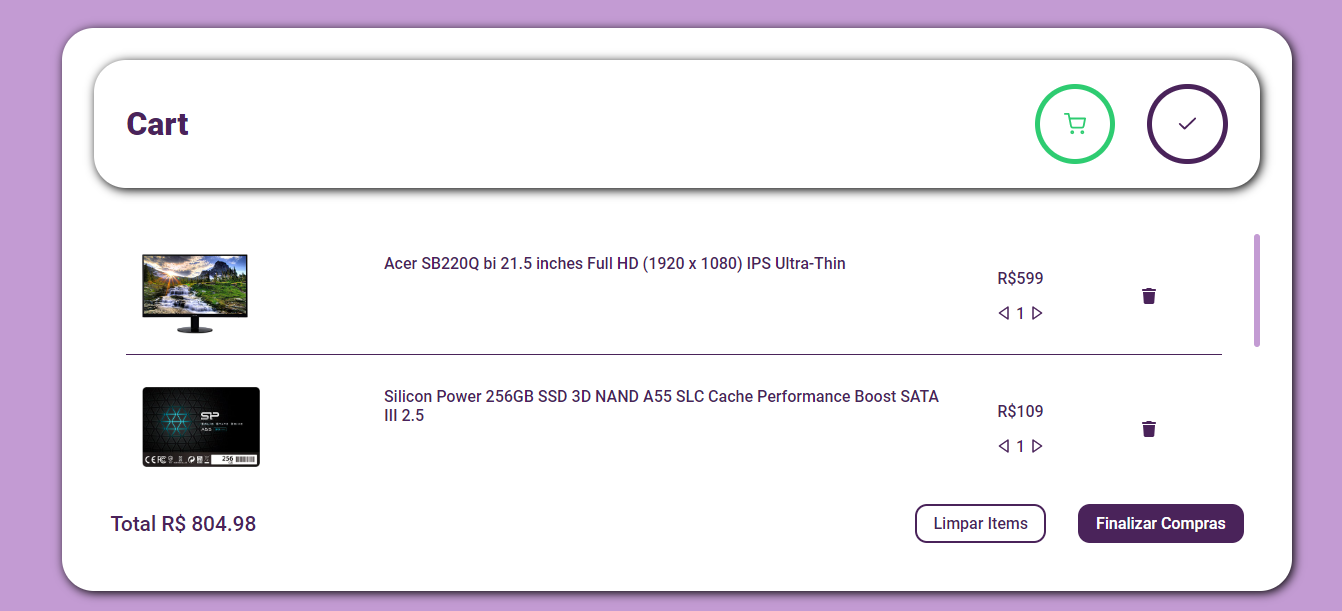 Cart
Acer SB220Q bi 21.5 inches Full HD (1920 x 1080) IPS Ultra-Thin
R$599
1
Silicon Power 256GB SSD 3D NAND A55 SLC Cache Performance Boost SATA
III 2.5
R$109
1
SP
A55
256
Total R$ 804.98
Limpar Items
Finalizar Compras